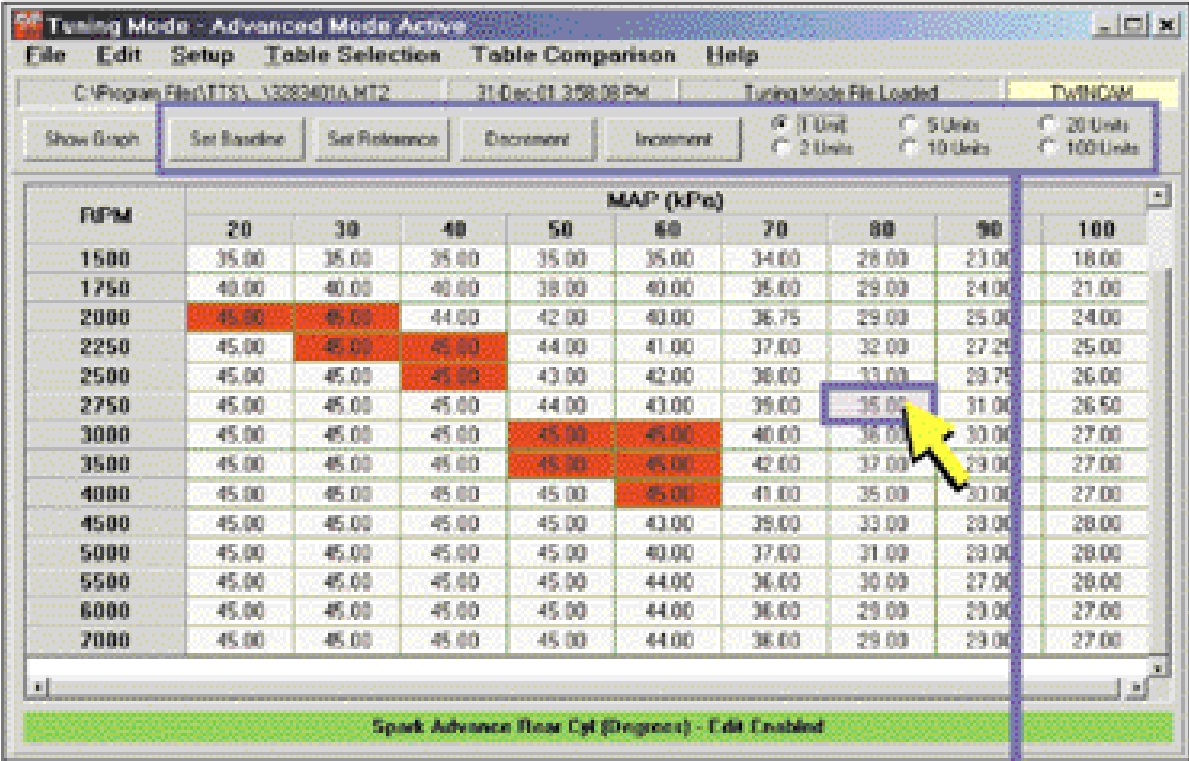 Tuning Mode - Advanced Mode Active
File Edit Setup Table Selection Table Comparison Help
C:\Program Files\TTS\...\3283401A.MT2 31-Dec-01 3:58:08 PM Tuning Mode File Loaded TWINCAM
Show Graph Set Baseline Set Reference Decrement Increment 1 Unit 5 Units 20 Units
2 Units 10 Units 100 Units
RPM MAP (kPa)
20 30 40 50 60 70 80 90 100
1500 35.00 35.00 35.00 35.00 35.00 34.00 28.00 23.00 18.00
1750 40.00 40.00 40.00 38.00 40.00 35.00 29.00 24.00 21.00
2000 45.00 45.00 44.00 42.00 40.00 36.75 29.00 25.00 24.00
2250 45.00 45.00 45.00 44.00 41.00 37.00 32.00 27.25 25.00
2500 45.00 45.00 45.00 43.00 42.00 38.00 33.00 28.75 26.00
2750 45.00 45.00 45.00 44.00 43.00 39.00 35.00 31.00 26.50
3000 45.00 45.00 45.00 45.00 45.00 40.00 36.00 30.00 27.00
3500 45.00 45.00 45.00 45.00 45.00 42.00 37.00 29.00 27.00
4000 45.00 45.00 45.00 45.00 45.00 41.00 35.00 30.00 27.00
4500 45.00 45.00 45.00 45.00 43.00 39.00 33.00 28.00
5000 45.00 45.00 45.00 45.00 40.00 37.00 31.00 28.00
5500 45.00 45.00 45.00 45.00 44.00 36.00 30.00 27.00 28.00
6000 45.00 45.00 45.00 45.00 44.00 36.00 29.00 27.00
7000 45.00 45.00 45.00 45.00 44.00 36.00 29.00 27.00
Spark Advance Rear Cyl (Degrees) - Edit Enabled